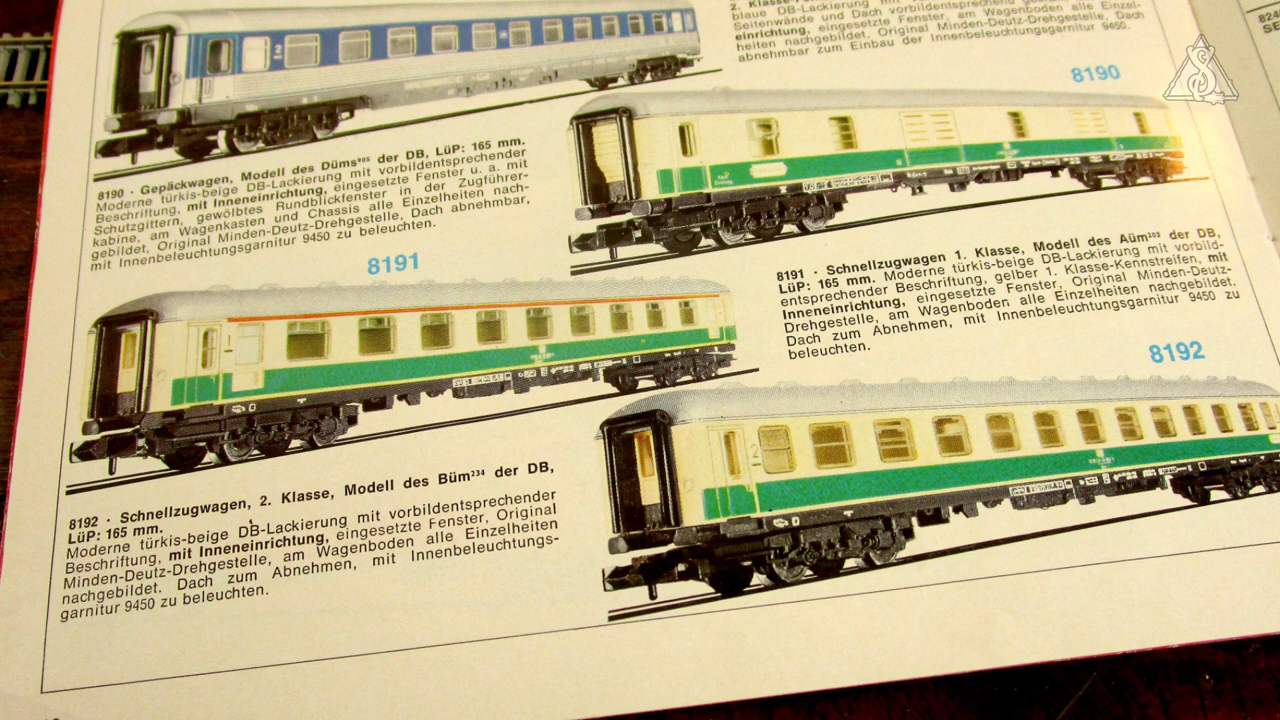 2. Klasse
blaue DB-Lackierung mit
Seitenwände und Dach vorbildentsprechend
einrichtung, eingesetzte Fenster, am Wagenboden alle Einzel-
heiten nachgebildet, Original Minden-Deutz-Drehgestelle, Dach
abnehmbar zum Einbau der Innenbeleuchtungsgarnitur 9450.
8190
8190 · Gepäckwagen, Modell des Düms⁹⁰⁵ der DB, LüP: 165 mm.
Moderne türkis-beige DB-Lackierung mit vorbildentsprechender
Beschriftung, mit Inneneinrichtung, eingesetzte Fenster u. a. mit
Schutzgittern, gewölbtes Rundblickfenster in der Zugführer-
kabine, am Wagenkasten und Chassis alle Einzelheiten nach-
gebildet, Original Minden-Deutz-Drehgestelle, Dach abnehmbar,
mit Innenbeleuchtungsgarnitur 9450 zu beleuchten.
8191
8191 · Schnellzugwagen 1. Klasse, Modell des Aüm²⁰³ der DB,
LüP: 165 mm. Moderne türkis-beige DB-Lackierung mit vorbild-
entsprechender Beschriftung, gelber 1. Klasse-Kennstreifen, mit
Inneneinrichtung, eingesetzte Fenster, Original Minden-Deutz-
Drehgestelle, am Wagenboden alle Einzelheiten nachgebildet.
Dach zum Abnehmen, mit Innenbeleuchtungsgarnitur 9450 zu
beleuchten.
8192
8192 · Schnellzugwagen, 2. Klasse, Modell des Büm²³⁴ der DB,
LüP: 165 mm.
Moderne türkis-beige DB-Lackierung mit vorbildentsprechender
Beschriftung, mit Inneneinrichtung, eingesetzte Fenster, Original
Minden-Deutz-Drehgestelle, am Wagenboden alle Einzelheiten
nachgebildet. Dach zum Abnehmen, mit Innenbeleuchtungs-
garnitur 9450 zu beleuchten.